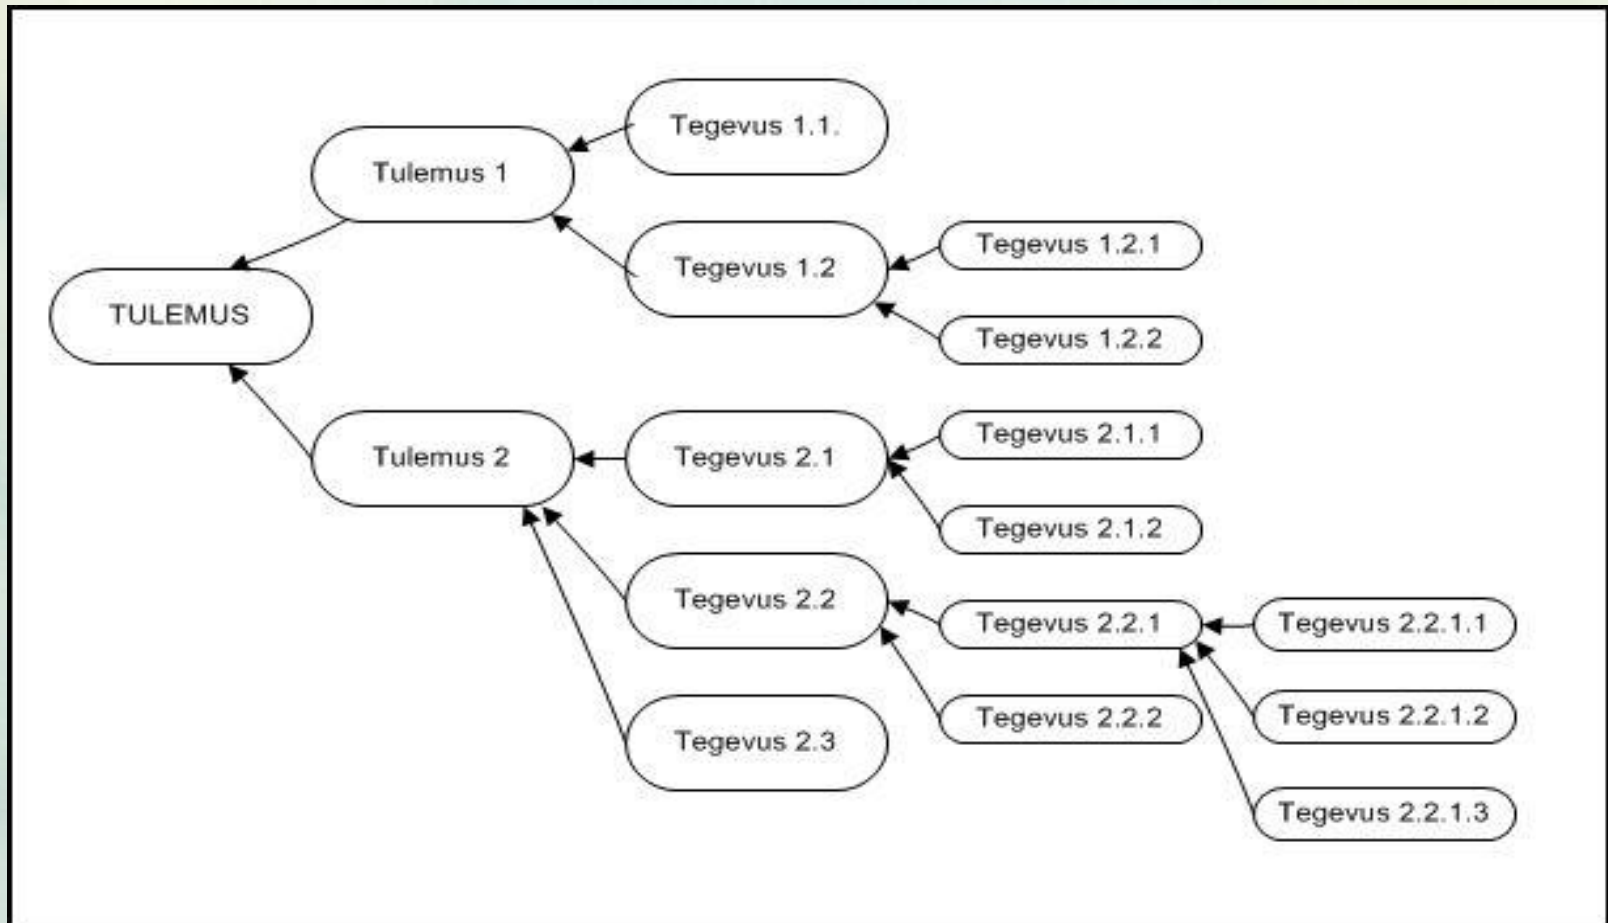 TULEMUS
Tulemus 1
Tegevus 1.1.
Tegevus 1.2
Tegevus 1.2.1
Tegevus 1.2.2
Tulemus 2
Tegevus 2.1
Tegevus 2.1.1
Tegevus 2.1.2
Tegevus 2.2
Tegevus 2.2.1
Tegevus 2.2.1.1
Tegevus 2.2.1.2
Tegevus 2.2.1.3
Tegevus 2.2.2
Tegevus 2.3